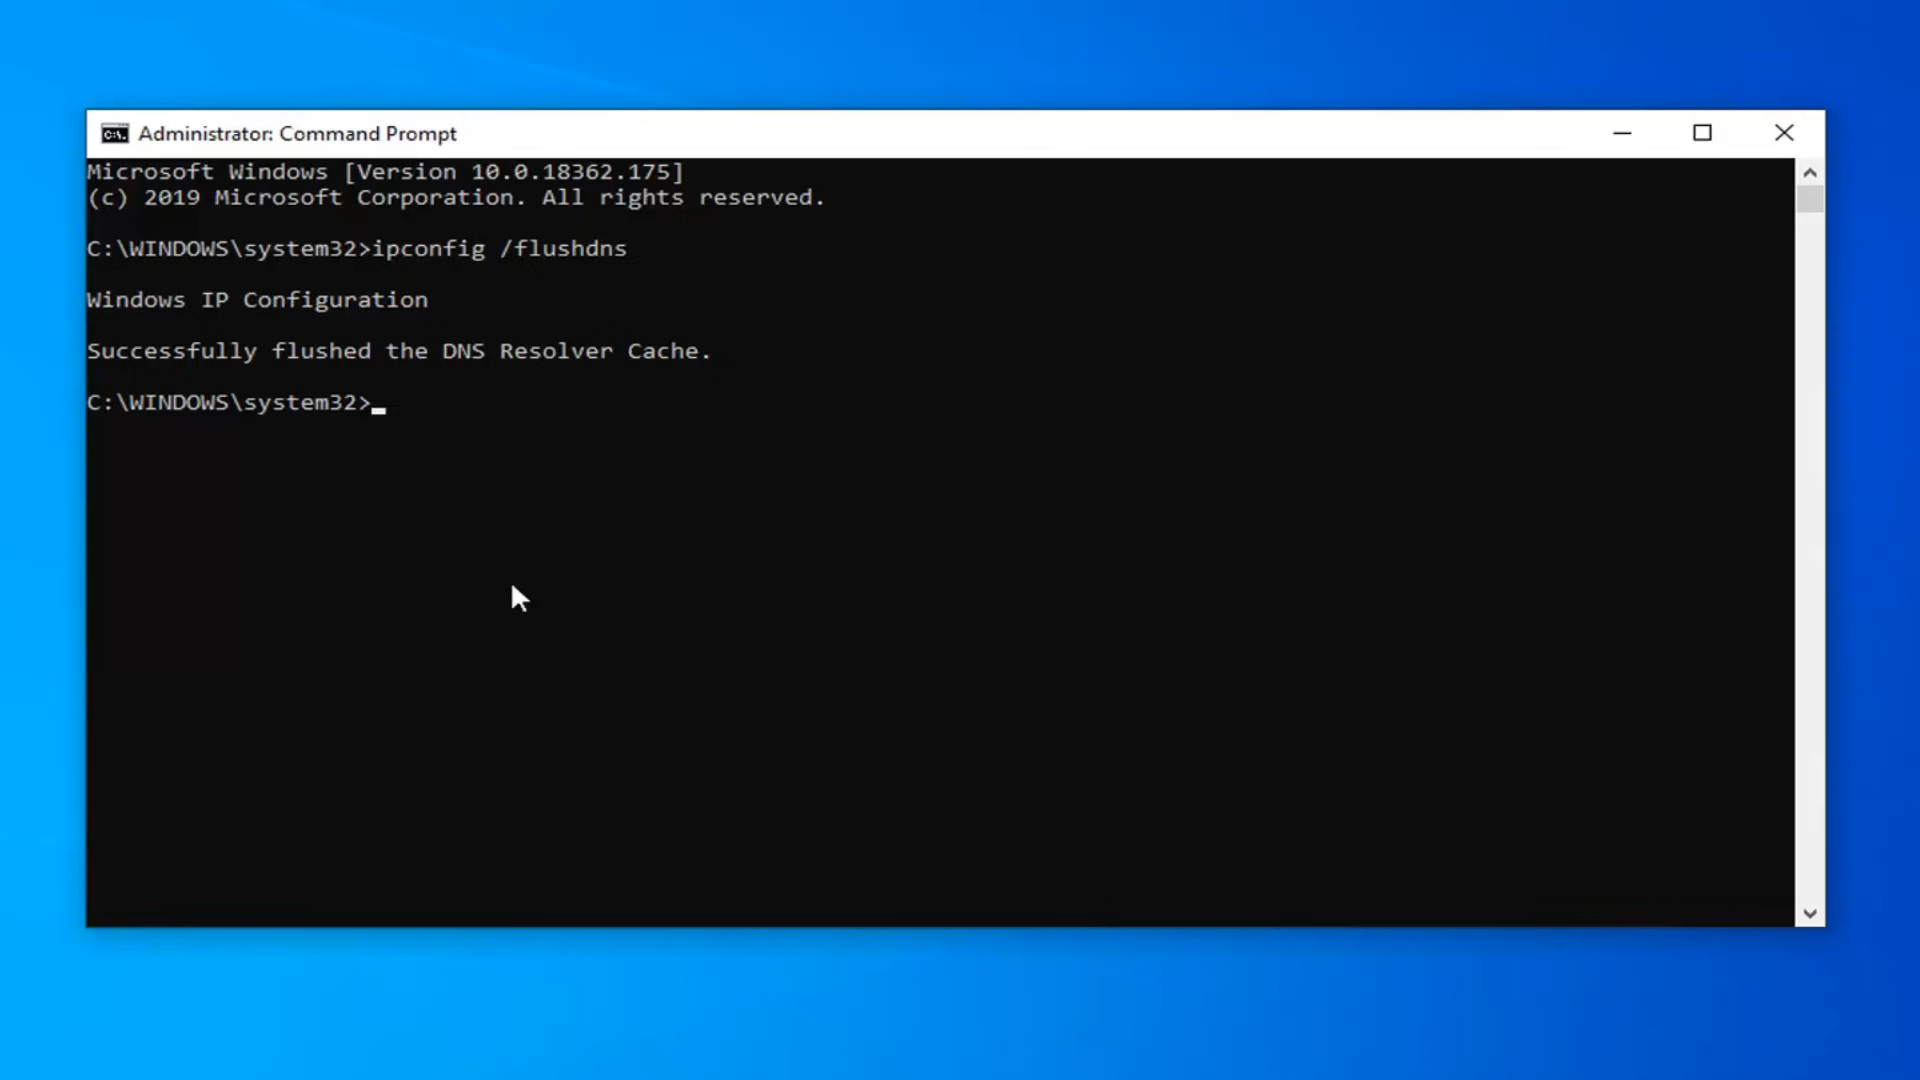 Administrator: Command Prompt
Microsoft Windows [Version 10.0.18362.175]
(c) 2019 Microsoft Corporation. All rights reserved.
C:\WINDOWS\system32>ipconfig /flushdns
Windows IP Configuration
Successfully flushed the DNS Resolver Cache.
C:\WINDOWS\system32>